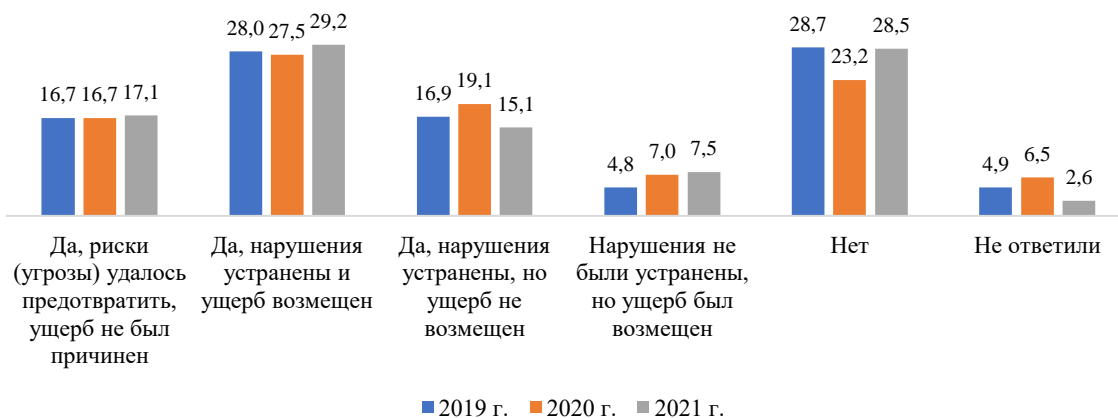 16,7 16,7 17,1
28,0 27,5 29,2
16,9 19,1 15,1
4,8 7,0 7,5
28,7 23,2 28,5
4,9 6,5 2,6
Да, риски
(угрозы) удалось
предотвратить,
ущерб не был
причинен
Да, нарушения
устранены и
ущерб возмещен
Да, нарушения
устранены, но
ущерб не
возмещен
Нарушения не
были устранены,
но ущерб был
возмещен
Нет
Не ответили
2019 г. 2020 г. 2021 г.